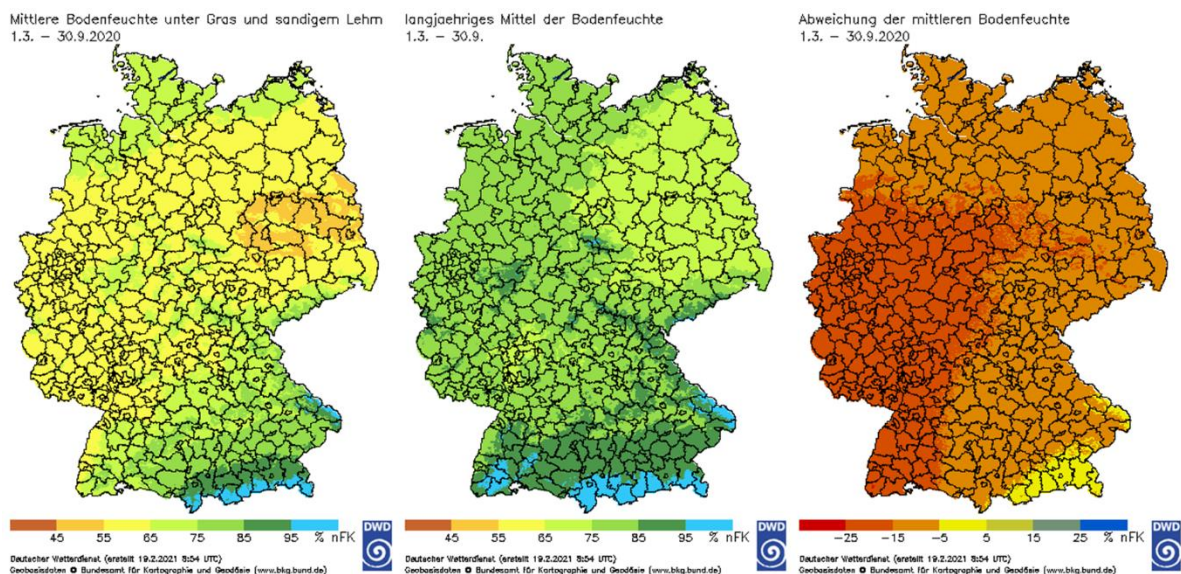 Mittlere Bodenfeuchte unter Gras und sandigem Lehm
1.3. – 30.9.2020
45 55 65 75 85 95 % nFK
DWD
Deutscher Wetterdienst (erstellt 19.2.2021 8:54 UTC)
Geobasisdaten © Bundesamt für Kartographie und Geodäsie (www.bkg.bund.de)
langjaehriges Mittel der Bodenfeuchte
1.3. – 30.9.
45 55 65 75 85 95 % nFK
DWD
Deutscher Wetterdienst (erstellt 19.2.2021 8:54 UTC)
Geobasisdaten © Bundesamt für Kartographie und Geodäsie (www.bkg.bund.de)
Abweichung der mittleren Bodenfeuchte
1.3. – 30.9.2020
−25 −15 −5 5 15 25 % nFK
DWD
Deutscher Wetterdienst (erstellt 19.2.2021 8:54 UTC)
Geobasisdaten © Bundesamt für Kartographie und Geodäsie (www.bkg.bund.de)